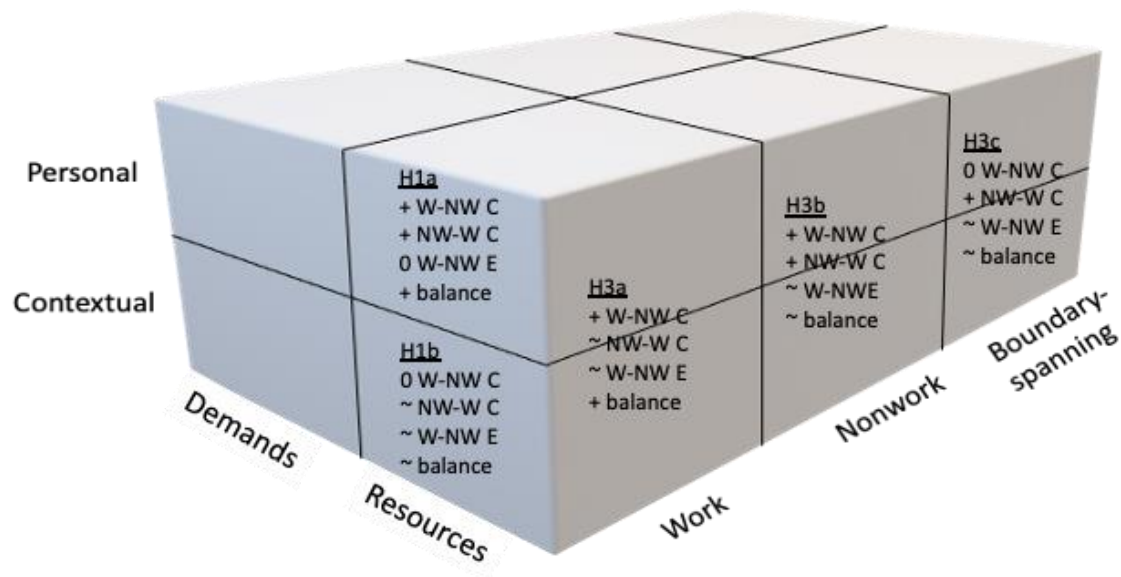 Personal
Contextual
Demands
Resources
H1a
+ W-NW C
+ NW-W C
0 W-NW E
+ balance
H1b
0 W-NW C
~ NW-W C
~ W-NW E
~ balance
H3a
+ W-NW C
~ NW-W C
~ W-NW E
+ balance
H3b
+ W-NW C
+ NW-W C
~ W-NWE
~ balance
H3c
0 W-NW C
+ NW-W C
~ W-NW E
~ balance
Work
Nonwork
Boundary-
spanning